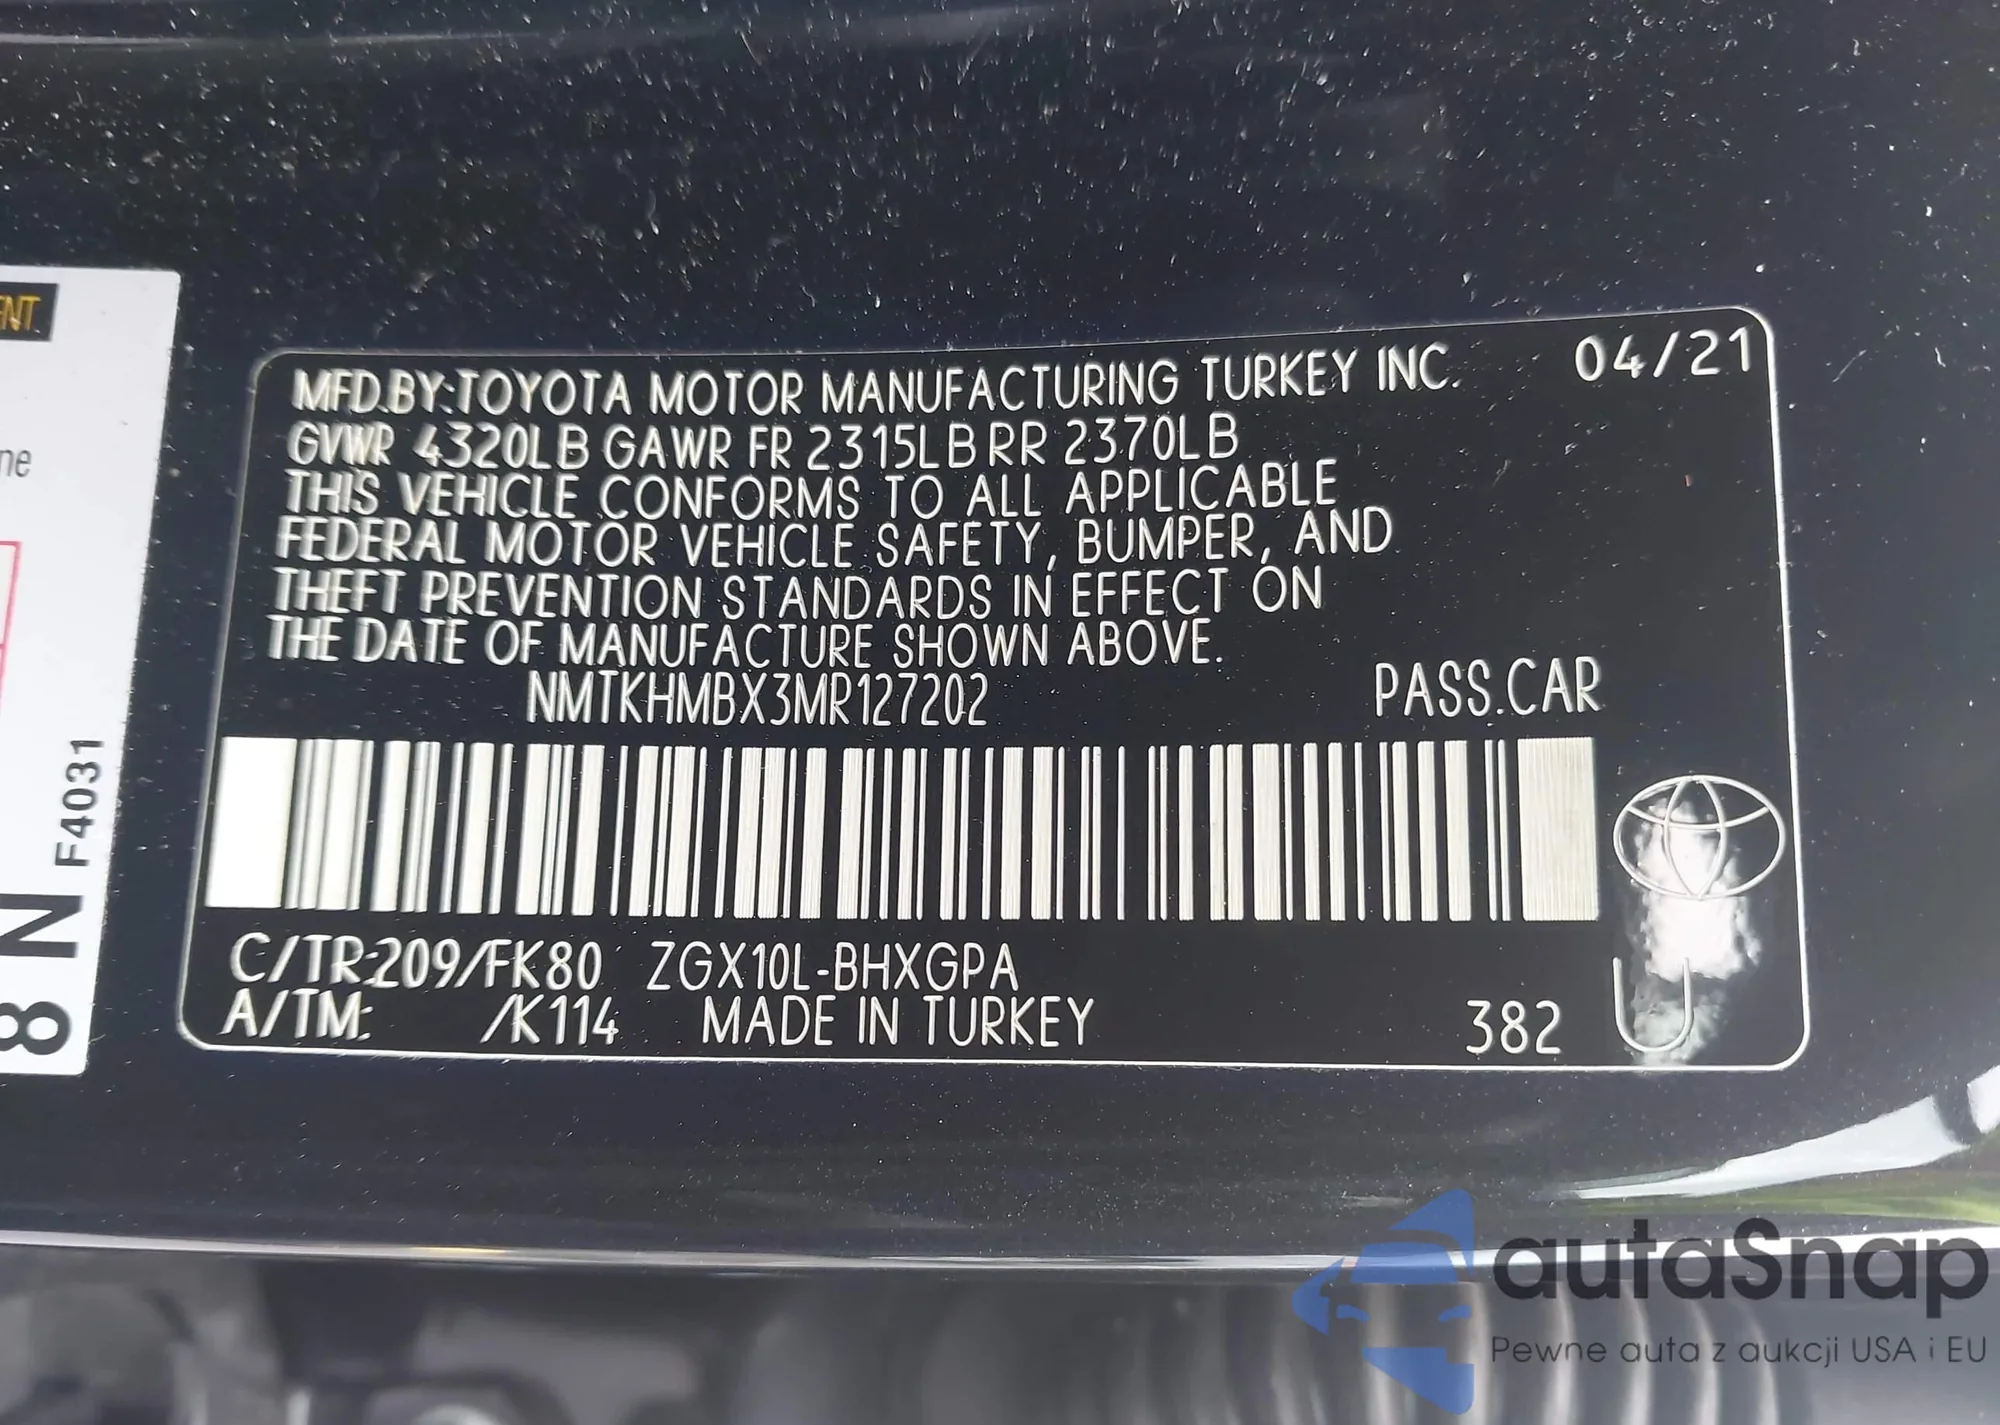 MFD.BY:TOYOTA MOTOR MANUFACTURING TURKEY INC. 04/21
GVWR 4320LB GAWR FR 2315LB RR 2370LB
THIS VEHICLE CONFORMS TO ALL APPLICABLE
FEDERAL MOTOR VEHICLE SAFETY, BUMPER, AND
THEFT PREVENTION STANDARDS IN EFFECT ON
THE DATE OF MANUFACTURE SHOWN ABOVE.
NMTKHMBX3MR127202 PASS.CAR
C/TR:209/FK80 ZGX10L-BHXGPA
A/TM: /K114 MADE IN TURKEY 382 U
ENT
ne
F4031
8 N
autaSnap
Pewne auta z aukcji USA i EU